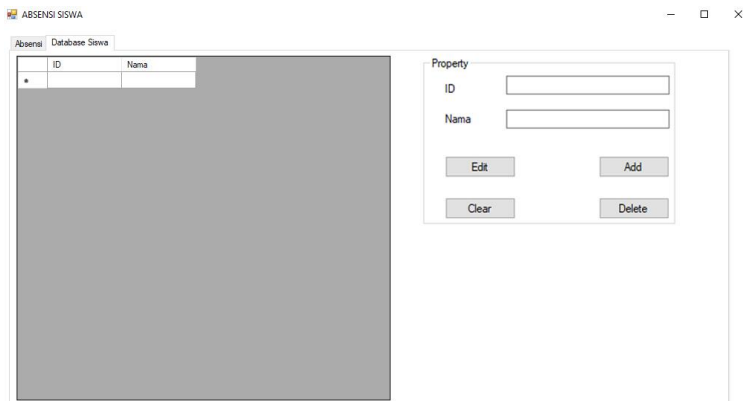 ABSENSI SISWA
Absensi Database Siswa
ID Nama
Property
ID
Nama
Edit Add
Clear Delete